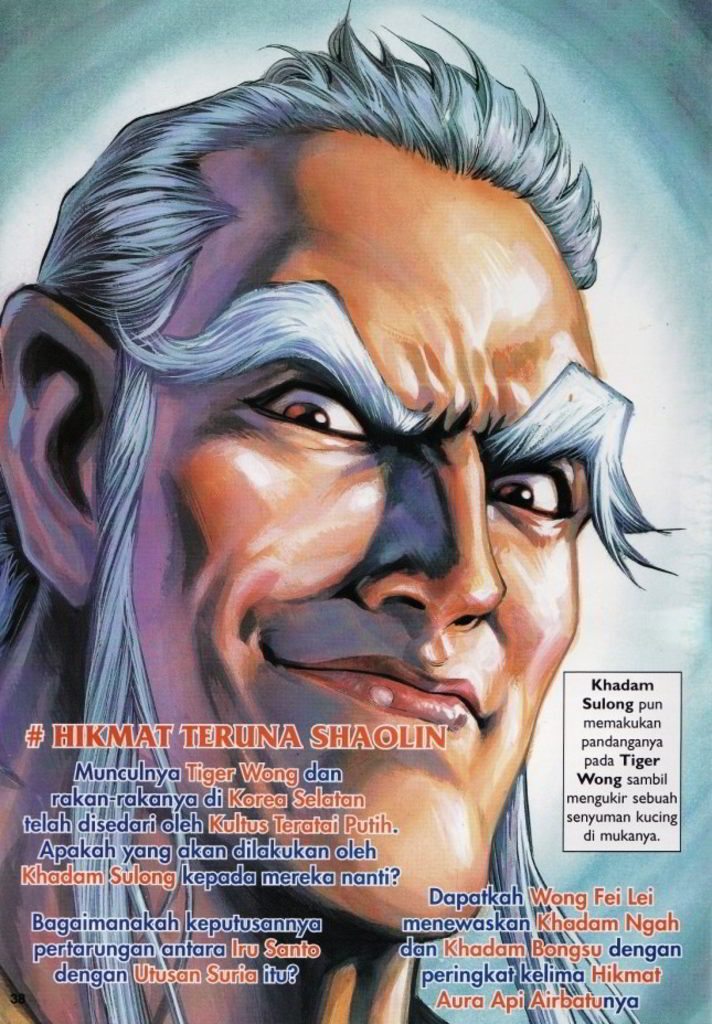 Khadam
Sulong pun
memakukan
pandanganya
pada Tiger
Wong sambil
mengukir sebuah
senyuman kucing
di mukanya.
# HIKMAT TERUNA SHAOLIN
Munculnya Tiger Wong dan
rakan-rakanya di Korea Selatan
telah disedari oleh Kultus Teratai Putih.
Apakah yang akan dilakukan oleh
Khadam Sulong kepada mereka nanti?
Bagaimanakah keputusannya
pertarungan antara Iru Santo
dengan Utusan Suria itu?
Dapatkah Wong Fei Lei
menewaskan Khadam Ngah
dan Khadam Bongsu dengan
peringkat kelima Hikmat
Aura Api Airbatunya
38